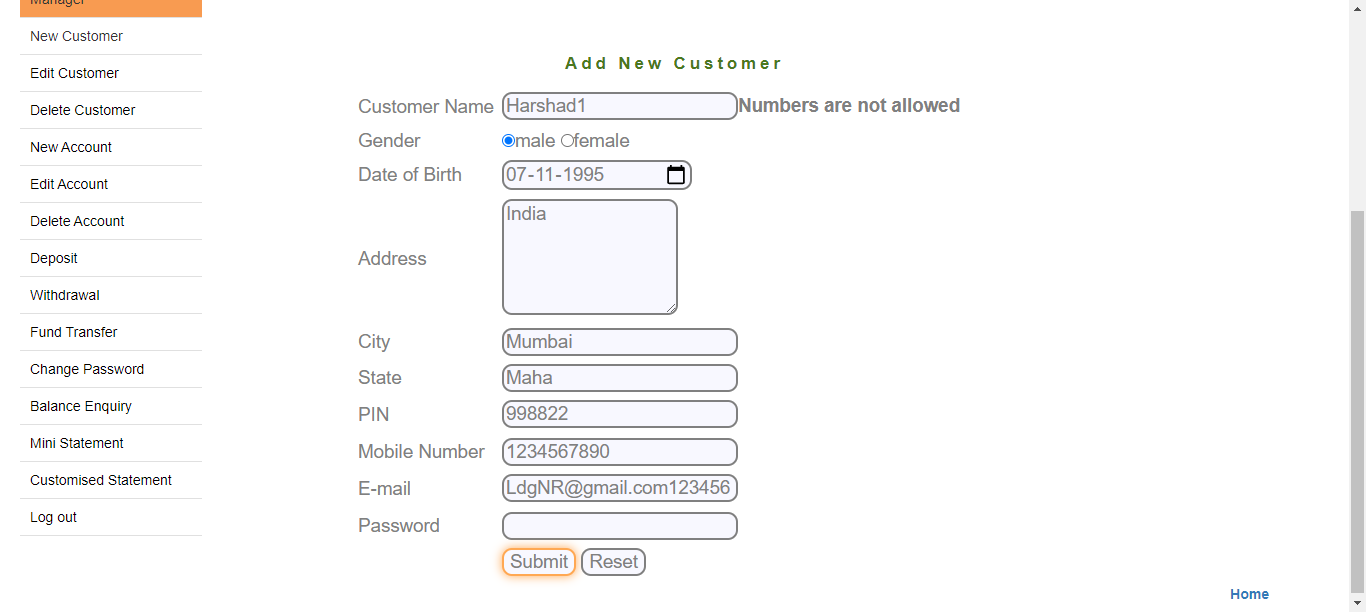 Manager
New Customer
Edit Customer
Delete Customer
New Account
Edit Account
Delete Account
Deposit
Withdrawal
Fund Transfer
Change Password
Balance Enquiry
Mini Statement
Customised Statement
Log out
Add New Customer
Customer Name Harshad1 Numbers are not allowed
Gender male female
Date of Birth 07-11-1995
Address India
City Mumbai
State Maha
PIN 998822
Mobile Number 1234567890
E-mail LdgNR@gmail.com123456
Password
Submit Reset
Home